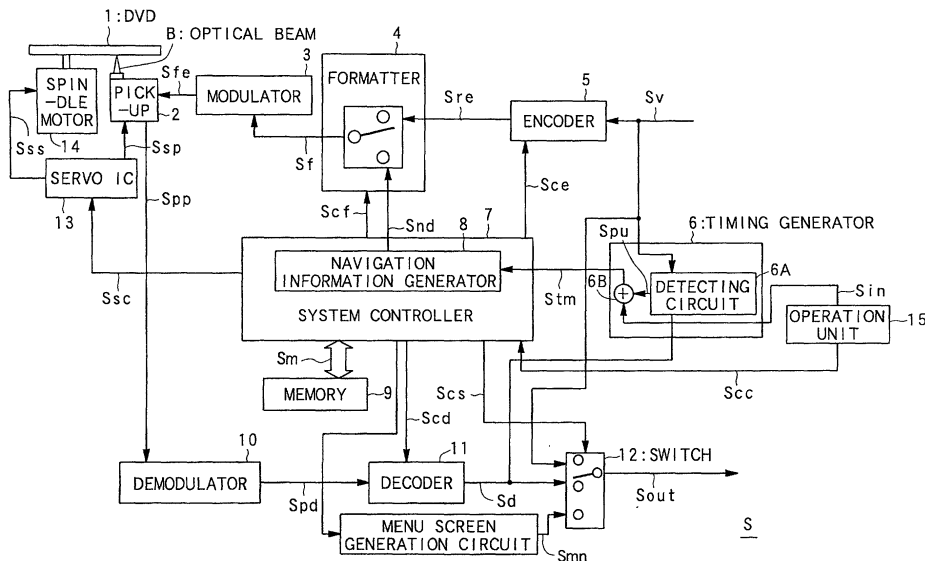 1:DVD
B:OPTICAL BEAM
4
FORMATTER
3
MODULATOR
Sfe
SPIN
-DLE
MOTOR
14
PICK
-UP
2
Sss
Ssp
SERVO IC
13
Spp
Sf
Sre
5
ENCODER
Sv
Sce
Scf
Snd
7
8
NAVIGATION
INFORMATION GENERATOR
SYSTEM CONTROLLER
Ssc
Stm
6:TIMING GENERATOR
Spu
6A
6B
DETECTING
CIRCUIT
Sin
OPERATION
UNIT
15
Scc
Sm
MEMORY
9
Scd
Scs
10
DEMODULATOR
Spd
11
DECODER
Sd
12:SWITCH
Sout
MENU SCREEN
GENERATION CIRCUIT
Smn
S